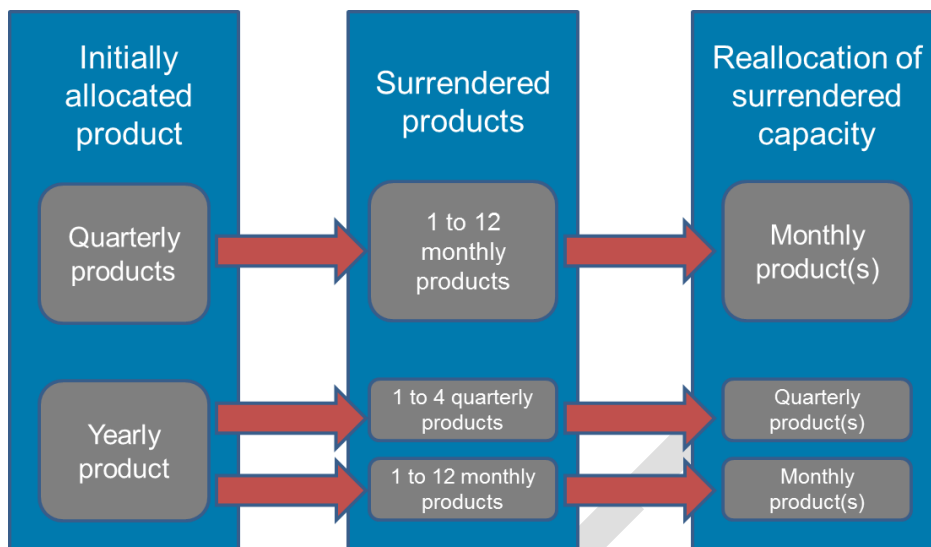 Initially
allocated
product
Surrendered
products
Reallocation of
surrendered
capacity
Quarterly
products
1 to 12
monthly
products
Monthly
product(s)
Yearly
product
1 to 4 quarterly
products
Quarterly
product(s)
1 to 12 monthly
products
Monthly
product(s)